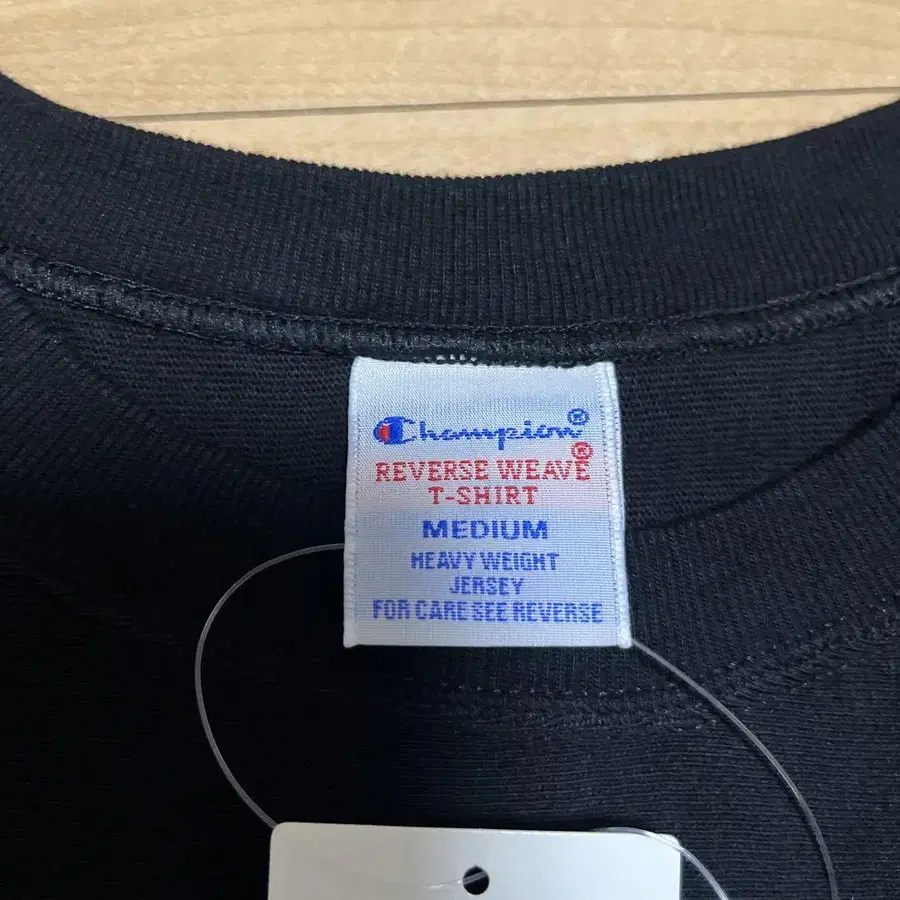 Champion®
REVERSE WEAVE®
T-SHIRT
MEDIUM
HEAVY WEIGHT
JERSEY
FOR CARE SEE REVERSE